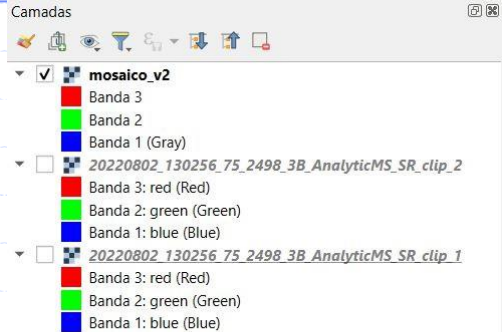 Camadas
mosaico_v2
Banda 3
Banda 2
Banda 1 (Gray)
20220802_130256_75_2498_3B_AnalyticMS_SR_clip_2
Banda 3: red (Red)
Banda 2: green (Green)
Banda 1: blue (Blue)
20220802_130256_75_2498_3B_AnalyticMS_SR_clip_1
Banda 3: red (Red)
Banda 2: green (Green)
Banda 1: blue (Blue)